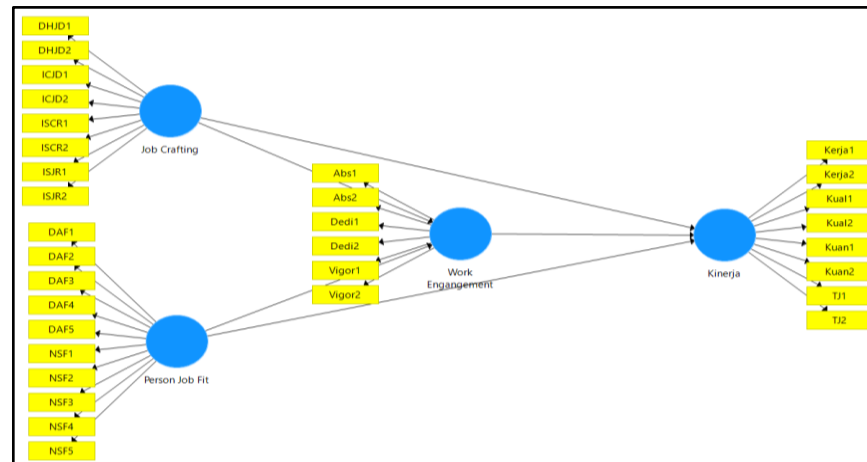 DHJD1
DHJD2
ICJD1
ICJD2
ISCR1
ISCR2
ISJR1
ISJR2
Job Crafting
DAF1
DAF2
DAF3
DAF4
DAF5
NSF1
NSF2
NSF3
NSF4
NSF5
Person Job Fit
Abs1
Abs2
Dedi1
Dedi2
Vigor1
Vigor2
Work
Engangement
Kinerja
Kerja1
Kerja2
Kual1
Kual2
Kuan1
Kuan2
TJ1
TJ2